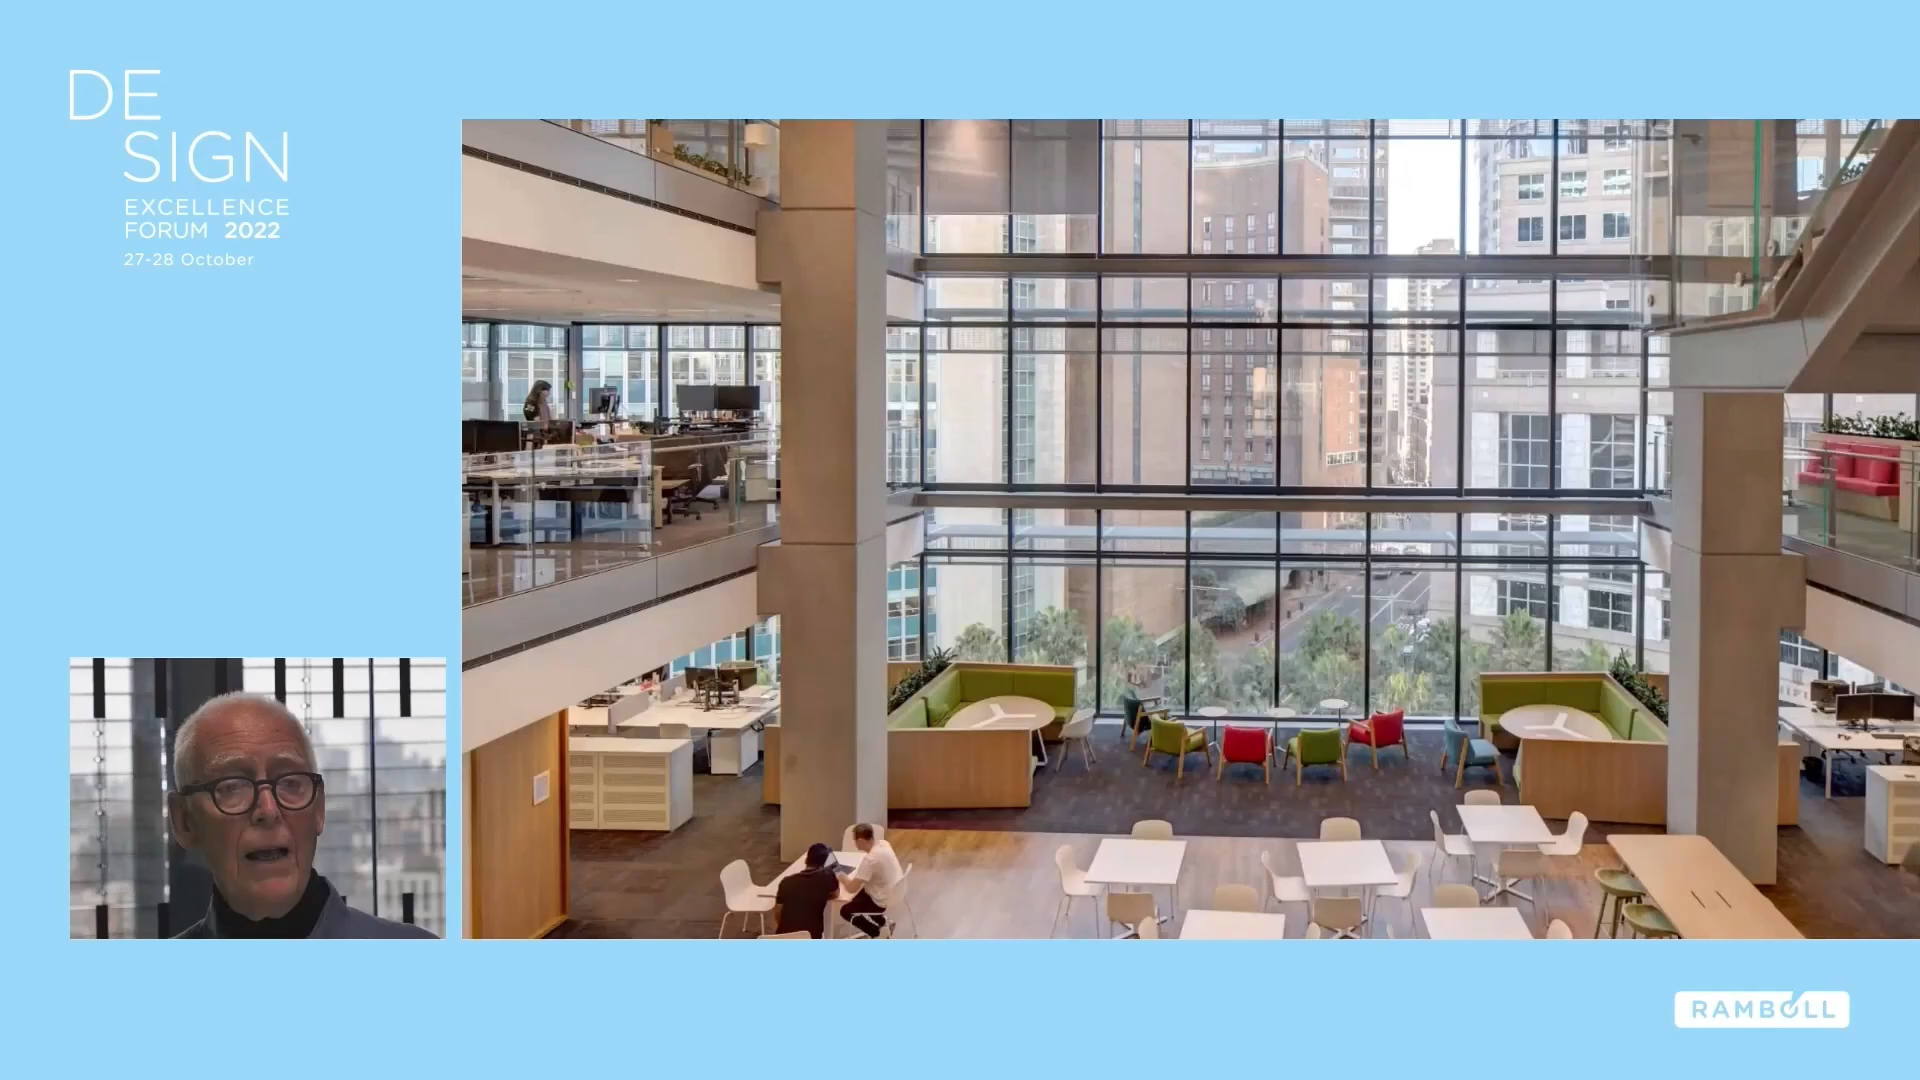 DE
SIGN
EXCELLENCE
FORUM 2022
27-28 October
RAMBOLL